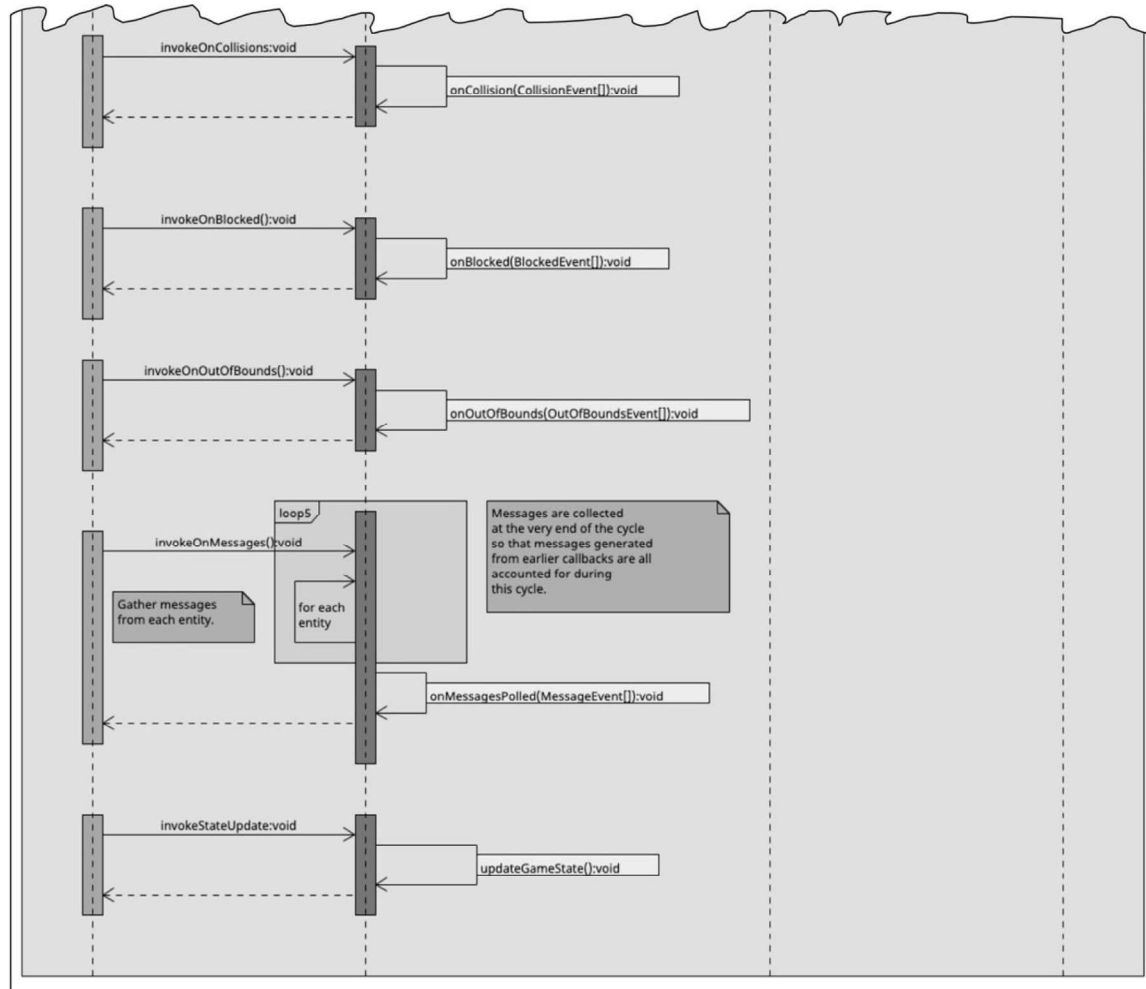 invokeOnCollisions:void
onCollision(CollisionEvent[]):void
invokeOnBlocked():void
onBlocked(BlockedEvent[]):void
invokeOnOutOfBounds():void
onOutOfBounds(OutOfBoundsEvent[]):void
loop5
Messages are collected
at the very end of the cycle
so that messages generated
from earlier callbacks are all
accounted for during
this cycle.
invokeOnMessages():void
Gather messages
from each entity.
for each
entity
onMessagesPolled(MessageEvent[]):void
invokeStateUpdate:void
updateGameState():void